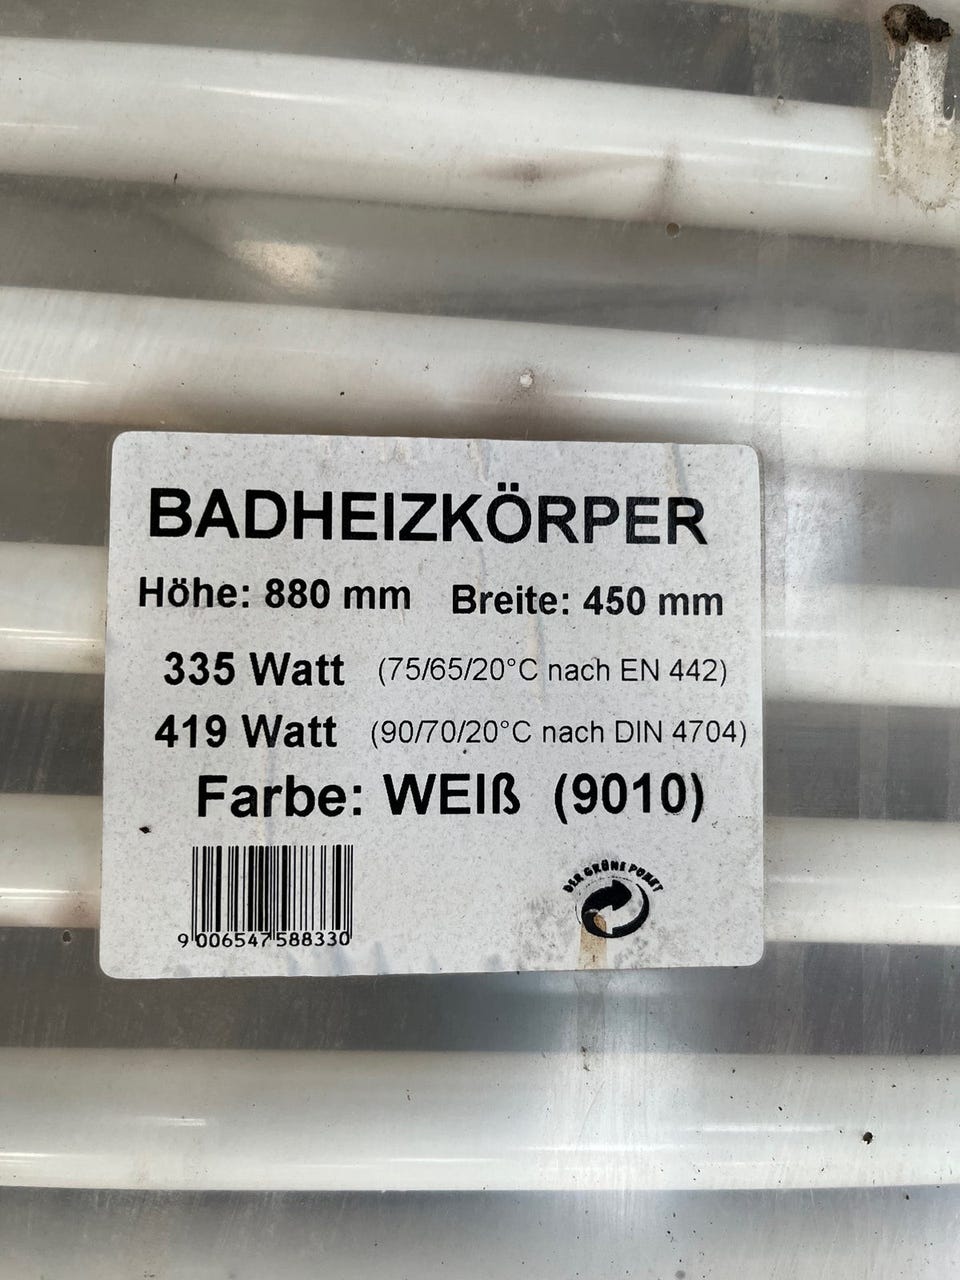 BADHEIZKÖRPER
Höhe: 880 mm Breite: 450 mm
335 Watt (75/65/20°C nach EN 442)
419 Watt (90/70/20°C nach DIN 4704)
Farbe: WEIß (9010)
DER GRÜNE PUNKT
9 006547 588330